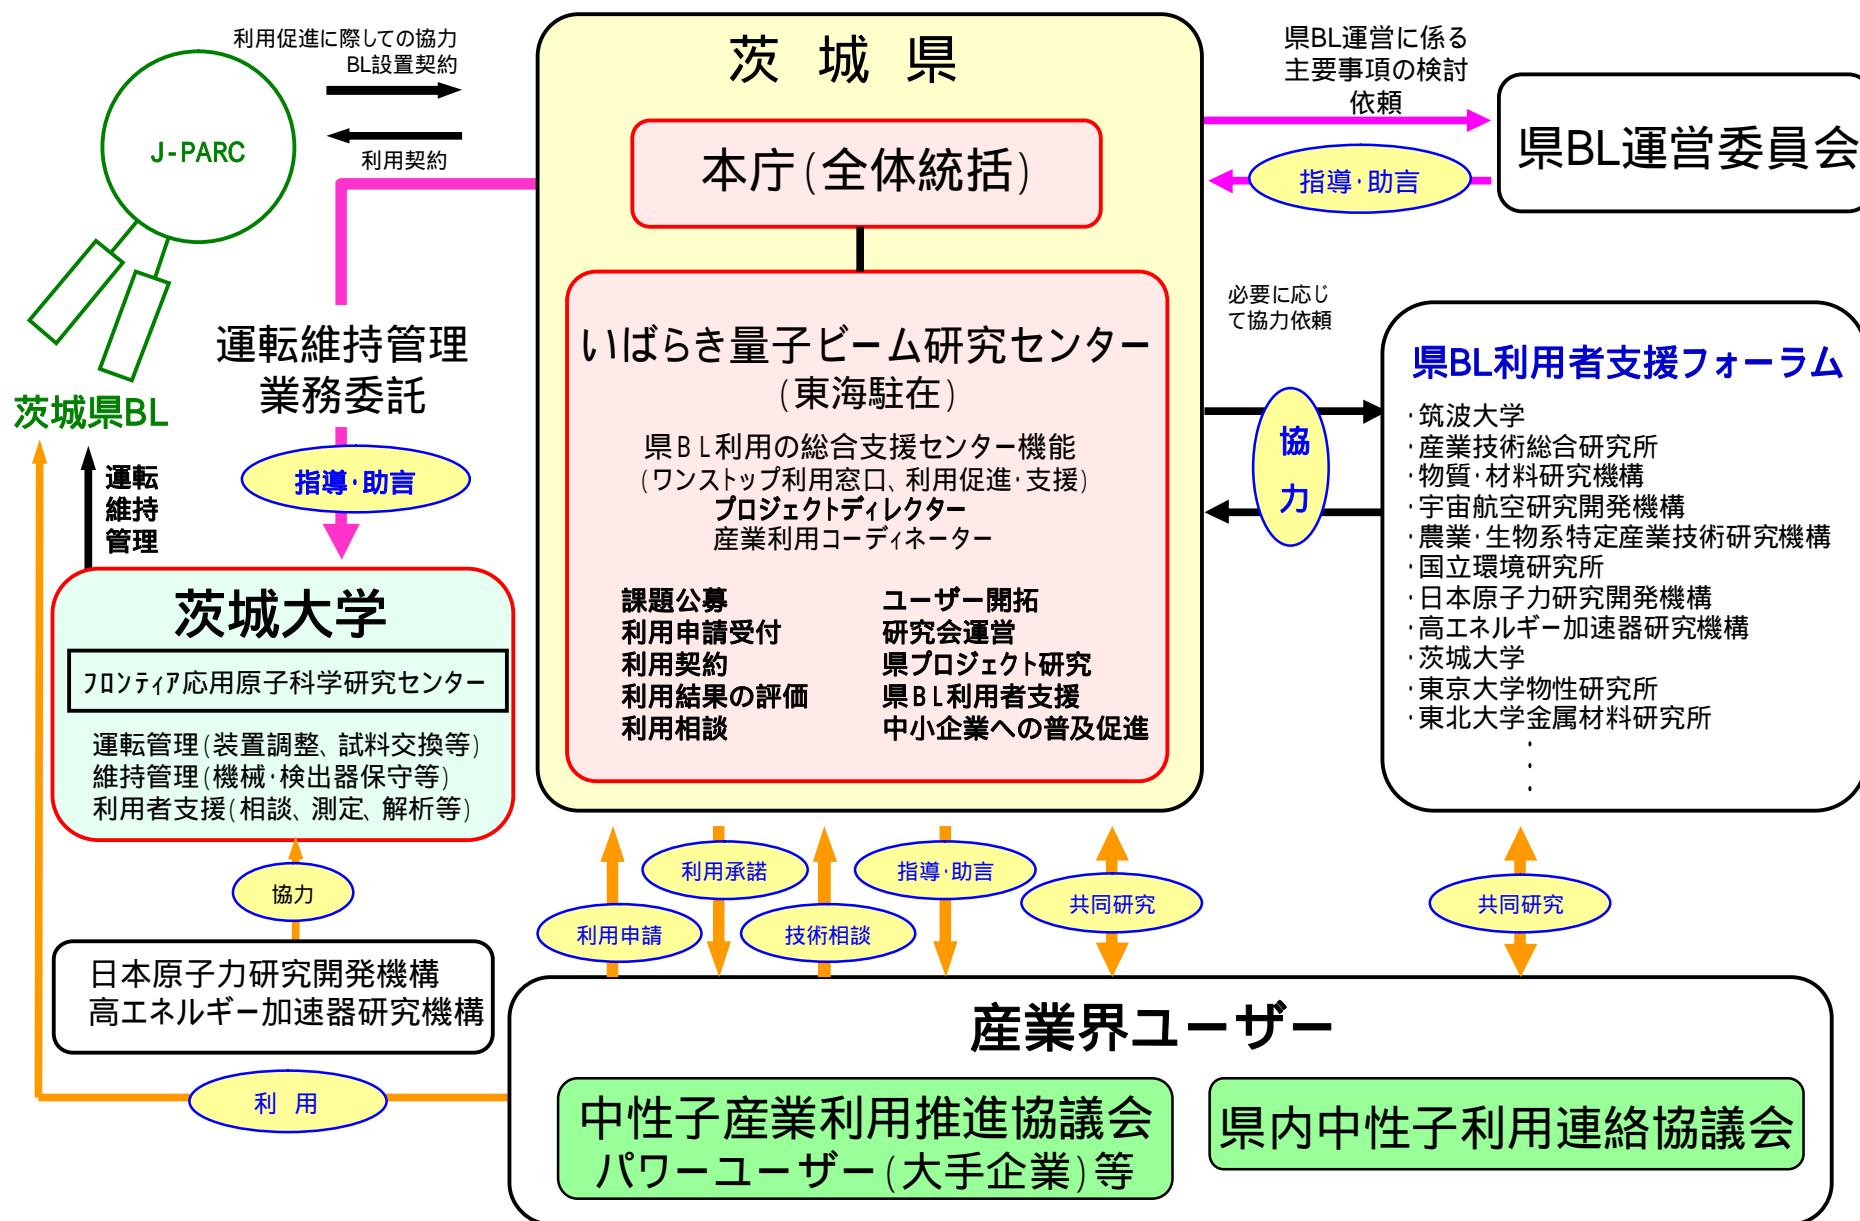 利用促進に際しての協力
BL設置契約
利用契約
J-PARC
茨城県BL
運転
維持
管理
運転維持管理
業務委託
指導・助言
茨城県
本庁(全体統括)
いばらき量子ビーム研究センター
(東海駐在)
県BL利用の総合支援センター機能
(ワンストップ利用窓口、利用促進・支援)
プロジェクトディレクター
産業利用コーディネーター
課題公募
利用申請受付
利用契約
利用結果の評価
利用相談
ユーザー開拓
研究会運営
県プロジェクト研究
県BL利用者支援
中小企業への普及促進
県BL運営に係る
主要事項の検討
依頼
指導・助言
県BL運営委員会
必要に応じ
て協力依頼
協力
県BL利用者支援フォーラム
・筑波大学
・産業技術総合研究所
・物質・材料研究機構
・宇宙航空研究開発機構
・農業・生物系特定産業技術研究機構
・国立環境研究所
・日本原子力研究開発機構
・高エネルギー加速器研究機構
・茨城大学
・東京大学物性研究所
・東北大学金属材料研究所
・
・
・
茨城大学
フロンティア応用原子科学研究センター
運転管理(装置調整、試料交換等)
維持管理(機械・検出器保守等)
利用者支援(相談、測定、解析等)
協力
日本原子力研究開発機構
高エネルギー加速器研究機構
利用
利用申請
利用承諾
技術相談
指導・助言
共同研究
共同研究
産業界ユーザー
中性子産業利用推進協議会
パワーユーザー(大手企業)等
県内中性子利用連絡協議会